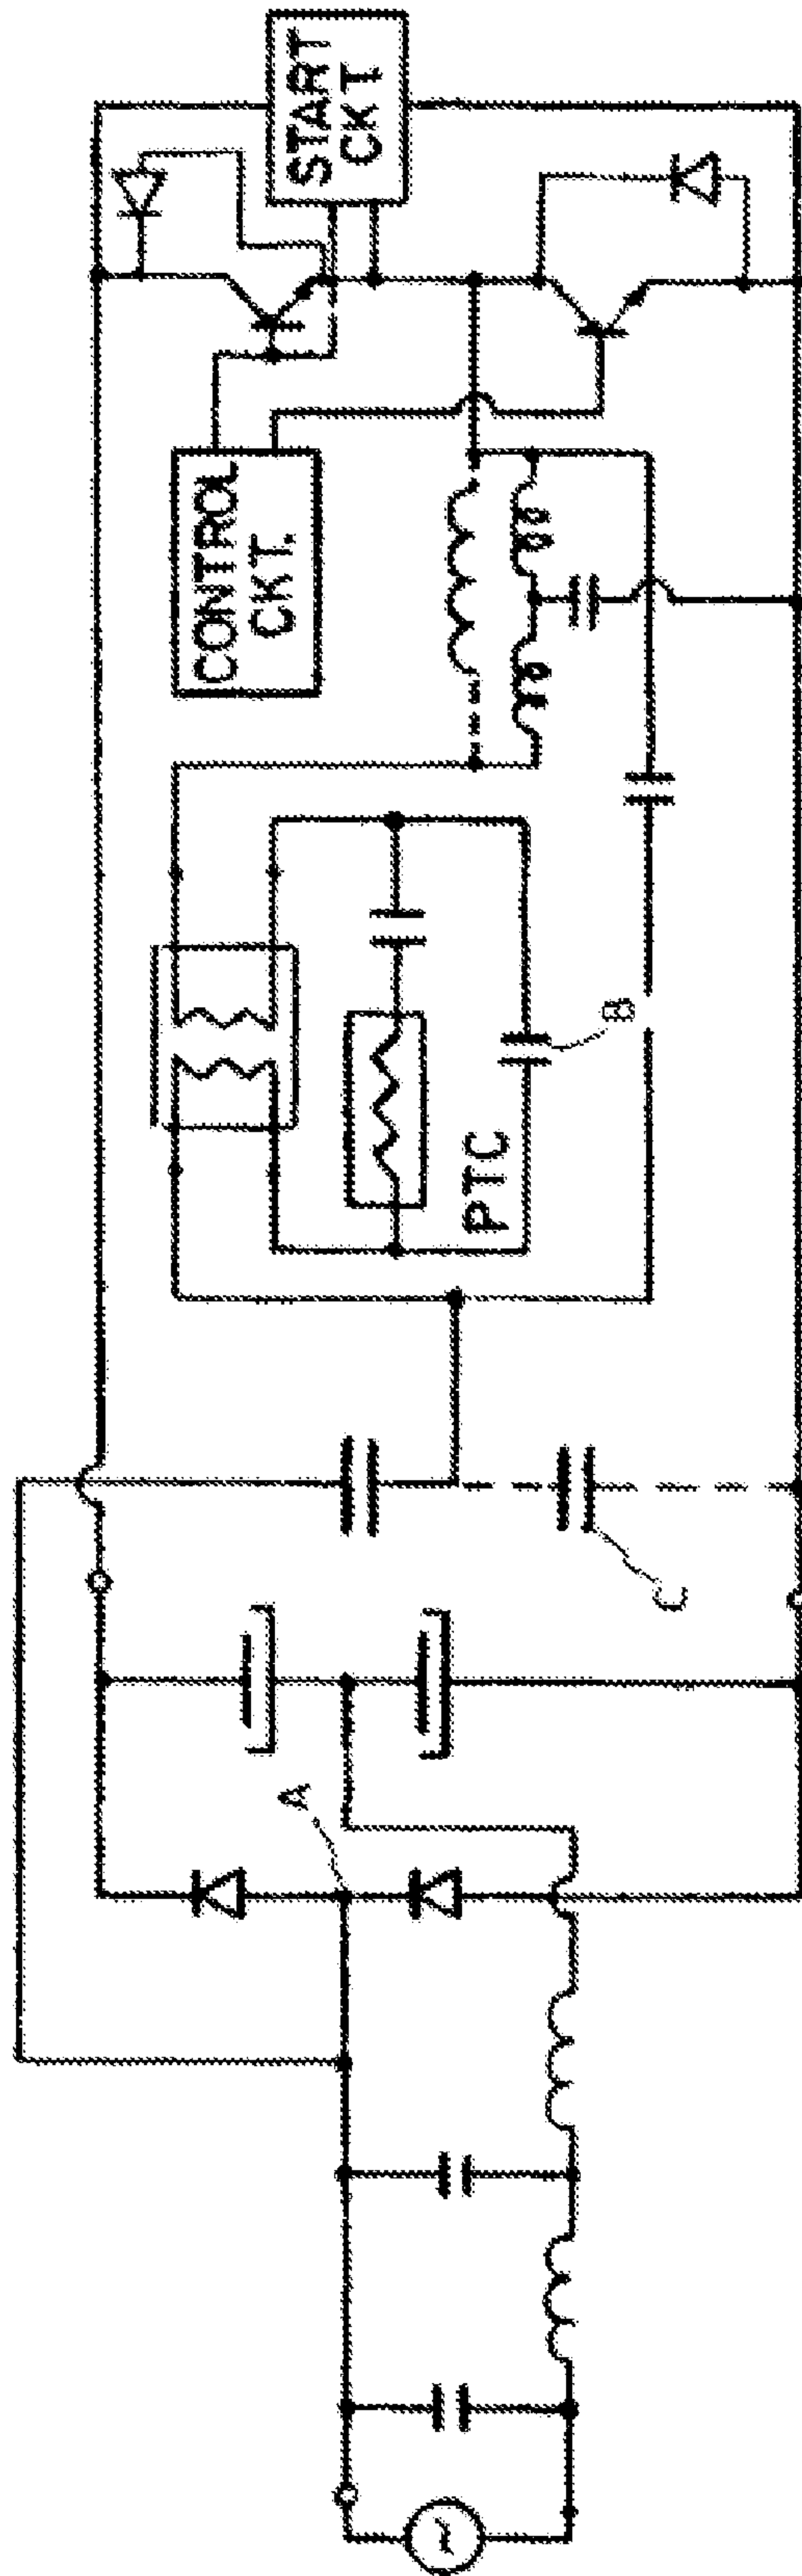 START
CKT
CONTROL
CKT.
PTC
B
C
A
~